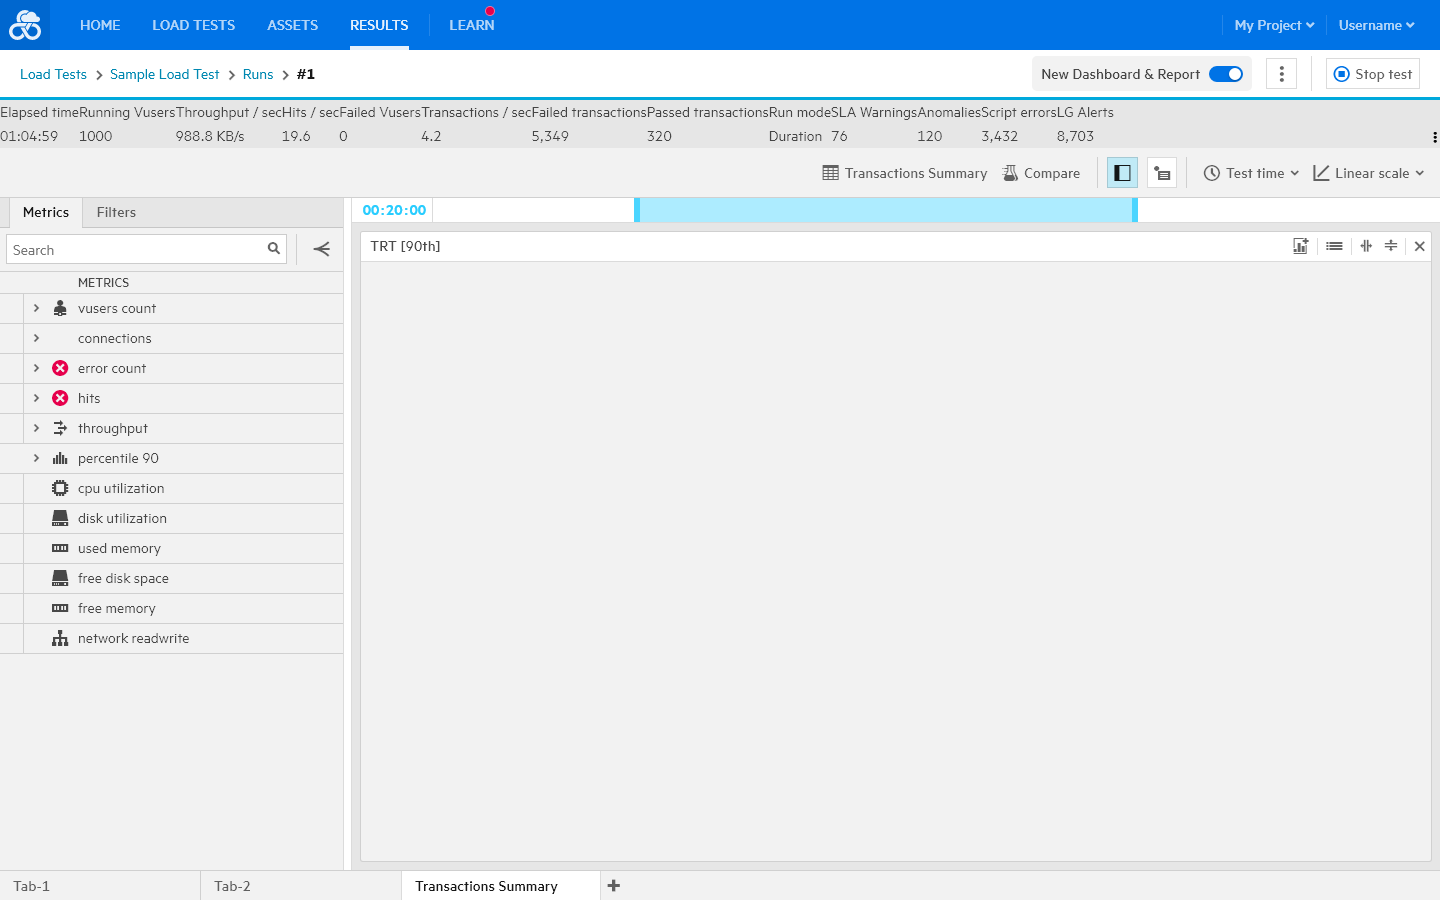 HOME LOAD TESTS ASSETS RESULTS LEARN My Project Username
Load Tests Sample Load Test Runs #1 New Dashboard & Report Stop test
Elapsed timeRunning VusersThroughput / secHits / secFailed VusersTransactions / secFailed transactionsPassed transactionsRun modeSLA WarningsAnomaliesScript errorsLG Alerts
01:04:59 1000 988.8 KB/s 19.6 0 4.2 5,349 320 Duration 76 120 3,432 8,703
Transactions Summary Compare Test time Linear scale
Metrics Filters 00:20:00
Search
TRT [90th]
METRICS
vusers count
connections
error count
hits
throughput
percentile 90
cpu utilization
disk utilization
used memory
free disk space
free memory
network readwrite
Tab-1 Tab-2 Transactions Summary